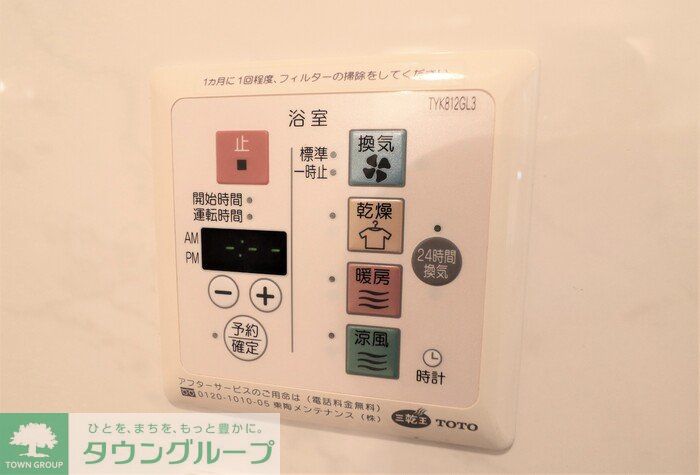 1カ月に1回程度、フィルターの掃除をしてください
TYK812GL3
浴室
止
標準
一時止
換気
開始時間
運転時間
乾燥
AM
PM
-:--
24時間
換気
暖房
予約
確定
涼風
時計
アフターサービスのご用命は(電話料金無料)
0120-1010-05 東陶メンテナンス(株)
三乾王 TOTO
ひとを、まちを、もっと豊かに。
タウングループ
TOWN GROUP